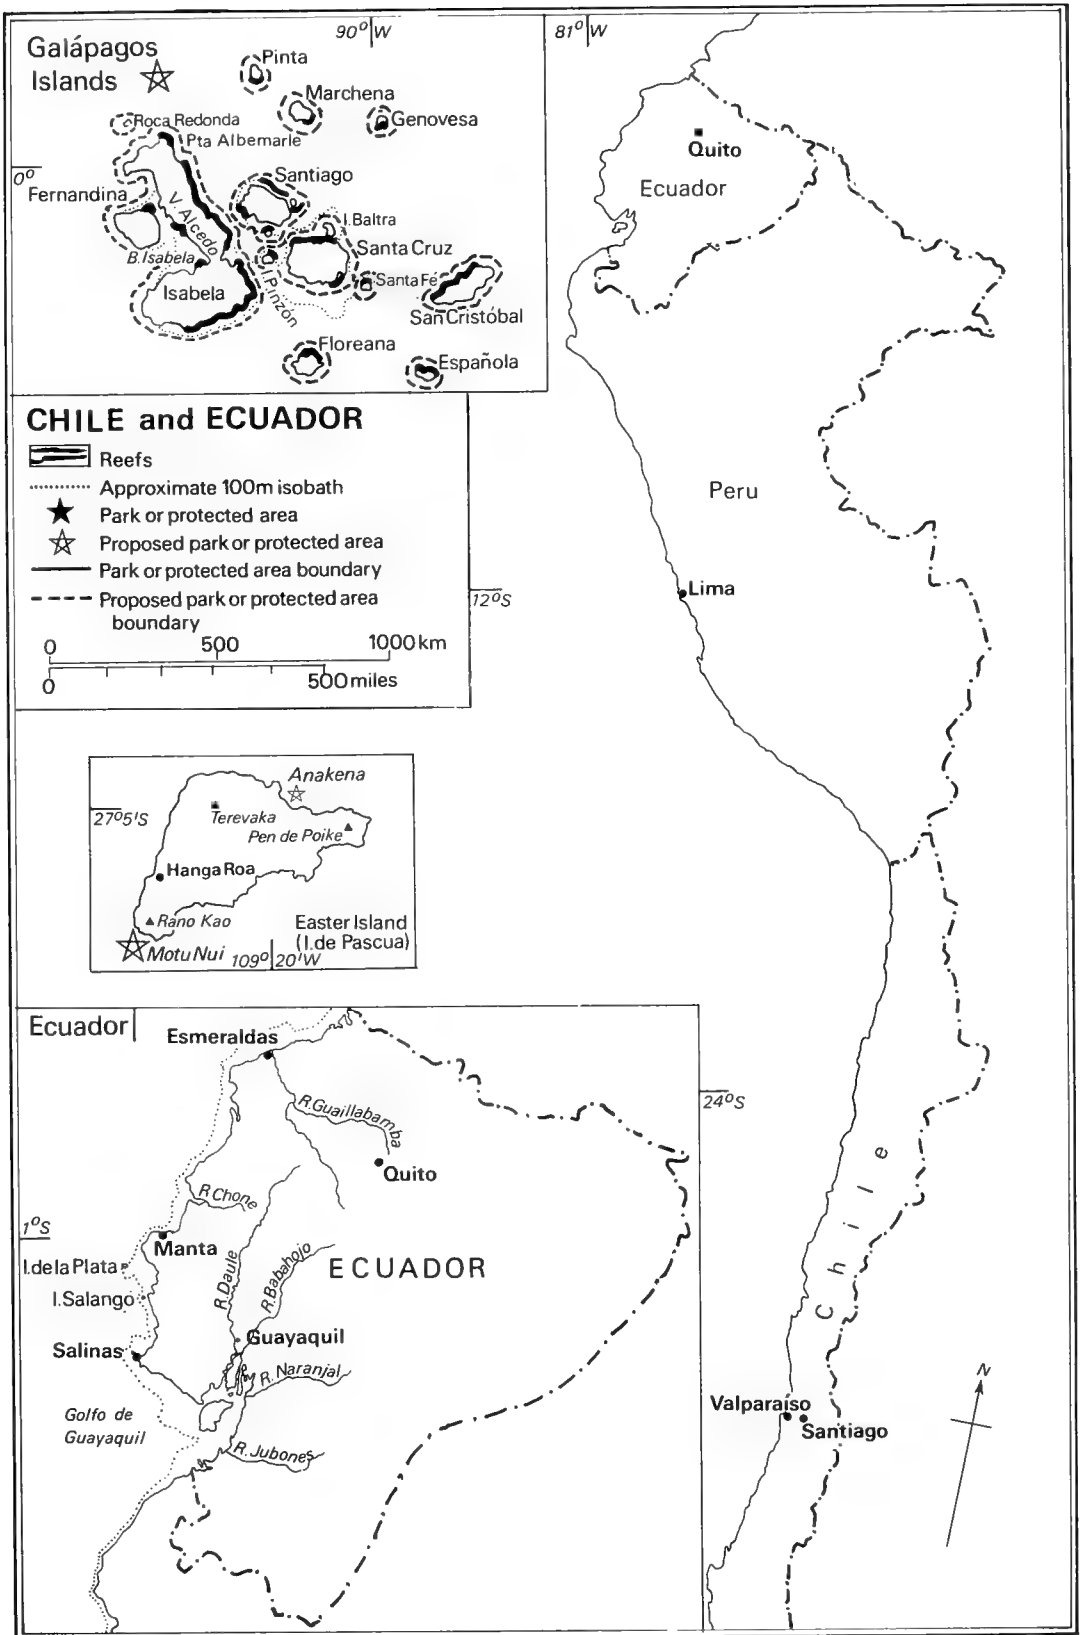 90°W
81°W
Galápagos
Islands
Pinta
Marchena
Genovesa
Roca Redonda
Pta Albemarle
0°
Fernandina
Santiago
V. Alcedo
I. Baltra
Santa Cruz
B. Isabela
Isabela
I. Pinzón
Santa Fé
San Cristóbal
Floreana
Española
Quito
Ecuador
CHILE and ECUADOR
Reefs
Approximate 100m isobath
Park or protected area
Proposed park or protected area
Park or protected area boundary
Proposed park or protected area
boundary
0 500 1000 km
0 500 miles
Peru
12°S
Lima
Anakena
27°5'S
Terevaka
Pen de Poike
Hanga Roa
Rano Kao
Easter Island
(I. de Pascua)
Motu Nui
109° 20'W
Ecuador
Esmeraldas
R. Guaillabamba
Quito
R Chone
1°S
Manta
I. de la Plata
R. Daule
R. Babahojo
ECUADOR
I. Salango
Guayaquil
Salinas
R. Naranjal
Golfo de
Guayaquil
R. Jubones
24°S
Chile
Valparaíso
Santiago
N